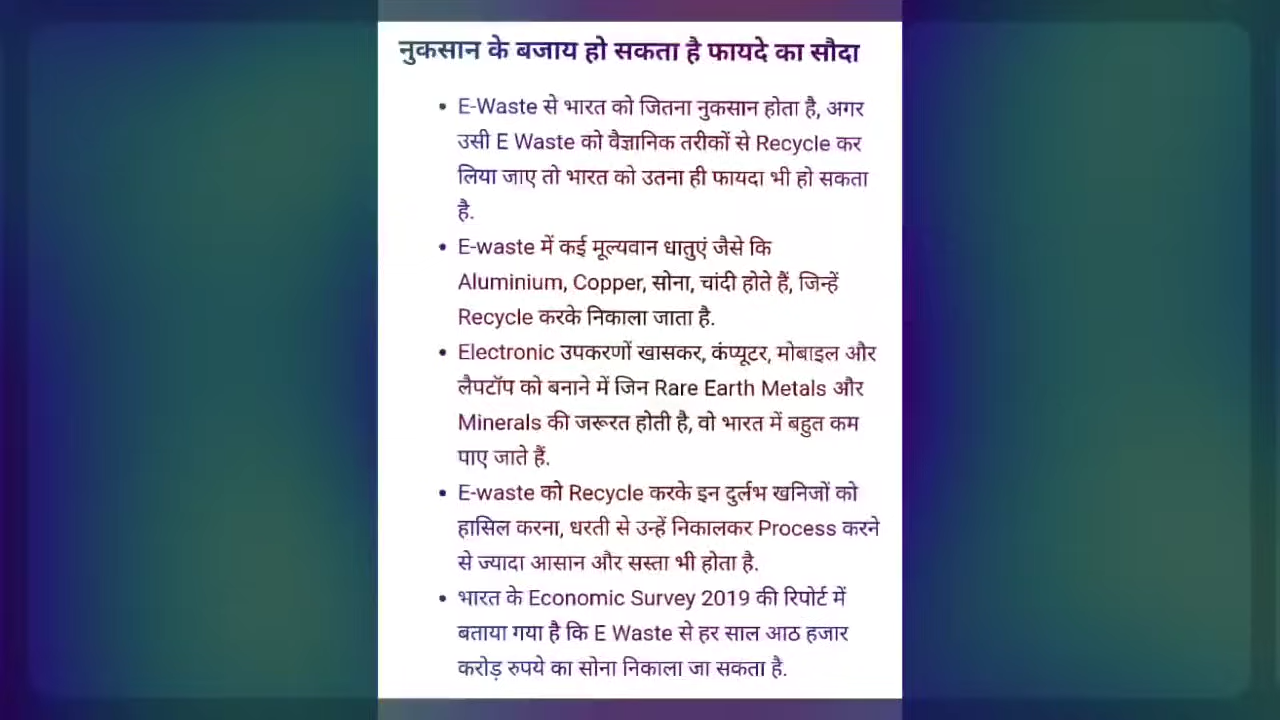 नुकसान के बजाय हो सकता है फायदे का सौदा
• E-Waste से भारत को जितना नुकसान होता है, अगर
उसी E Waste को वैज्ञानिक तरीकों से Recycle कर
लिया जाए तो भारत को उतना ही फायदा भी हो सकता
है.
• E-waste में कई मूल्यवान धातुएं जैसे कि
Aluminium, Copper, सोना, चांदी होते हैं, जिन्हें
Recycle करके निकाला जाता है.
• Electronic उपकरणों खासकर, कंप्यूटर, मोबाइल और
लैपटॉप को बनाने में जिन Rare Earth Metals और
Minerals की जरूरत होती है, वो भारत में बहुत कम
पाए जाते हैं.
• E-waste को Recycle करके इन दुर्लभ खनिजों को
हासिल करना, धरती से उन्हें निकालकर Process करने
से ज्यादा आसान और सस्ता भी होता है.
• भारत के Economic Survey 2019 की रिपोर्ट में
बताया गया है कि E Waste से हर साल आठ हजार
करोड़ रुपये का सोना निकाला जा सकता है.